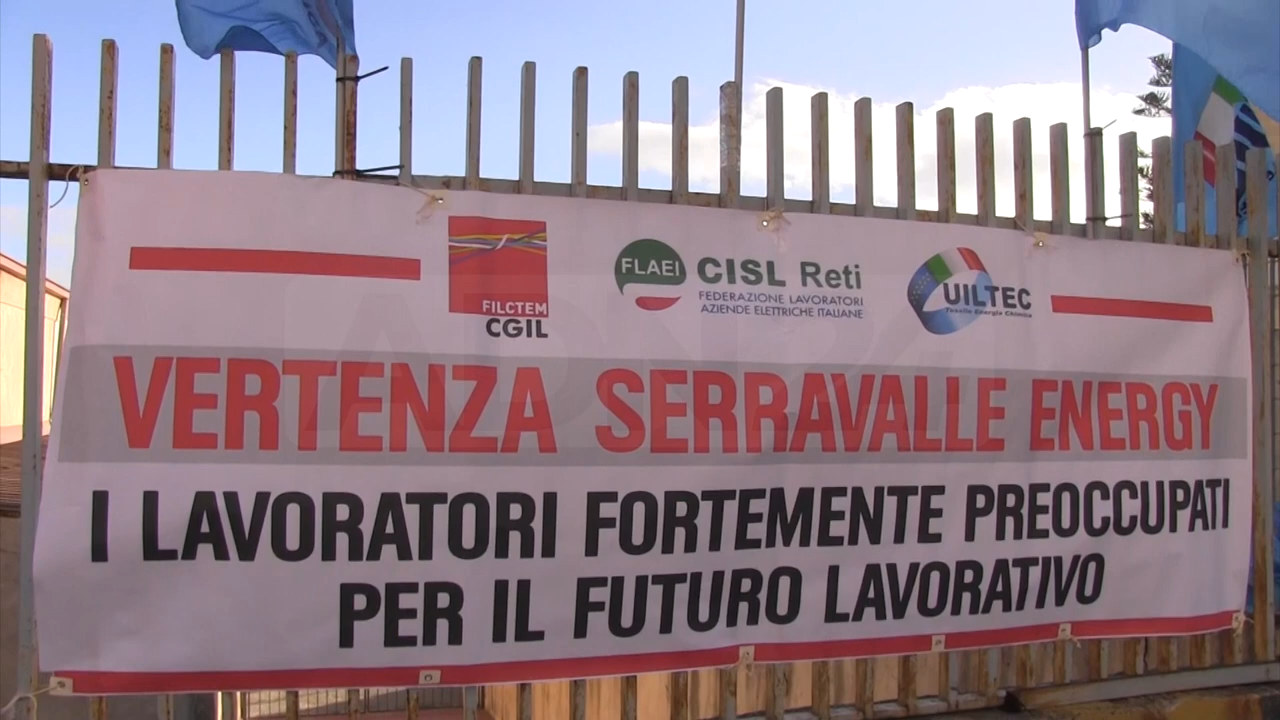 FILCTEM
CGIL
FLAEI
CISL Reti
FEDERAZIONE LAVORATORI
AZIENDE ELETTRICHE ITALIANE
UILTEC
Tessile Energia Chimica
VERTENZA SERRAVALLE ENERGY
I LAVORATORI FORTEMENTE PREOCCUPATI
PER IL FUTURO LAVORATIVO